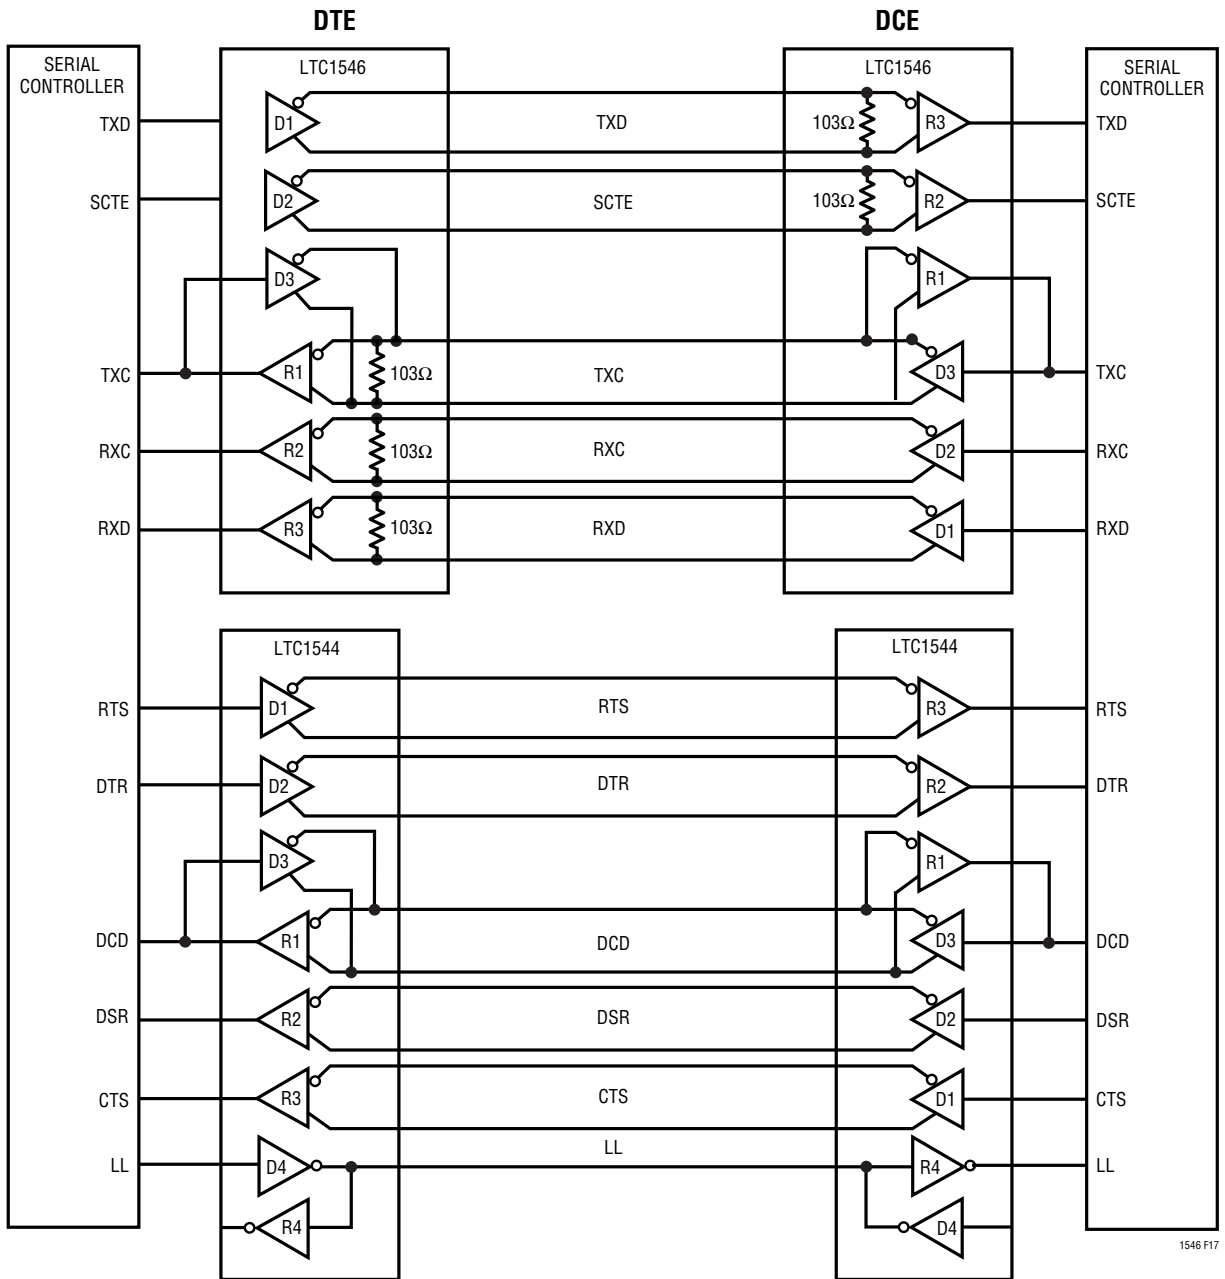 DTE
DCE
SERIAL
CONTROLLER
LTC1546
LTC1546
SERIAL
CONTROLLER
TXD
D1
TXD
103Ω
R3
TXD
SCTE
D2
SCTE
103Ω
R2
SCTE
D3
R1
TXC
R1
103Ω
TXC
D3
TXC
RXC
R2
103Ω
RXC
D2
RXC
RXD
R3
103Ω
RXD
D1
RXD
LTC1544
LTC1544
RTS
D1
RTS
R3
RTS
DTR
D2
DTR
R2
DTR
D3
R1
DCD
R1
DCD
D3
DCD
DSR
R2
DSR
D2
DSR
CTS
R3
CTS
D1
CTS
LL
D4
LL
R4
LL
R4
D4
1546 F17